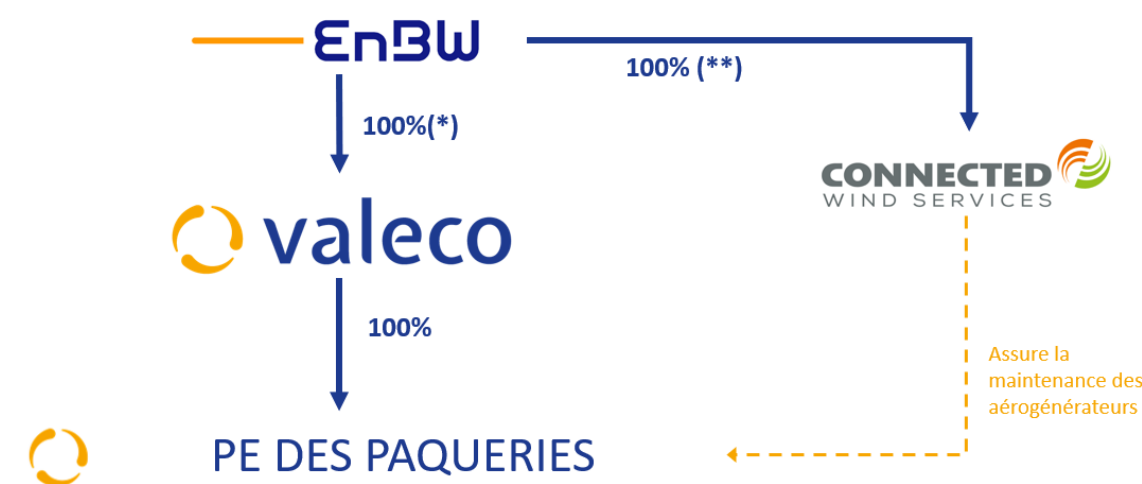 EnBW
100% (**)
100%(*)
CONNECTED
WIND SERVICES
valeco
100%
Assure la
maintenance des
aérogénérateurs
PE DES PAQUERIES